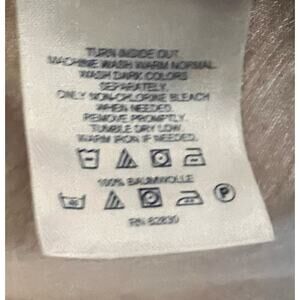 TURN INSIDE OUT
MACHINE WASH WARM NORMAL.
WASH DARK COLORS
SEPARATELY.
ONLY NON-CHLORINE BLEACH
WHEN NEEDED.
REMOVE PROMPTLY.
TUMBLE DRY LOW.
WARM IRON IF NEEDED.
100% BAUMWOLLE
P
RN 62830